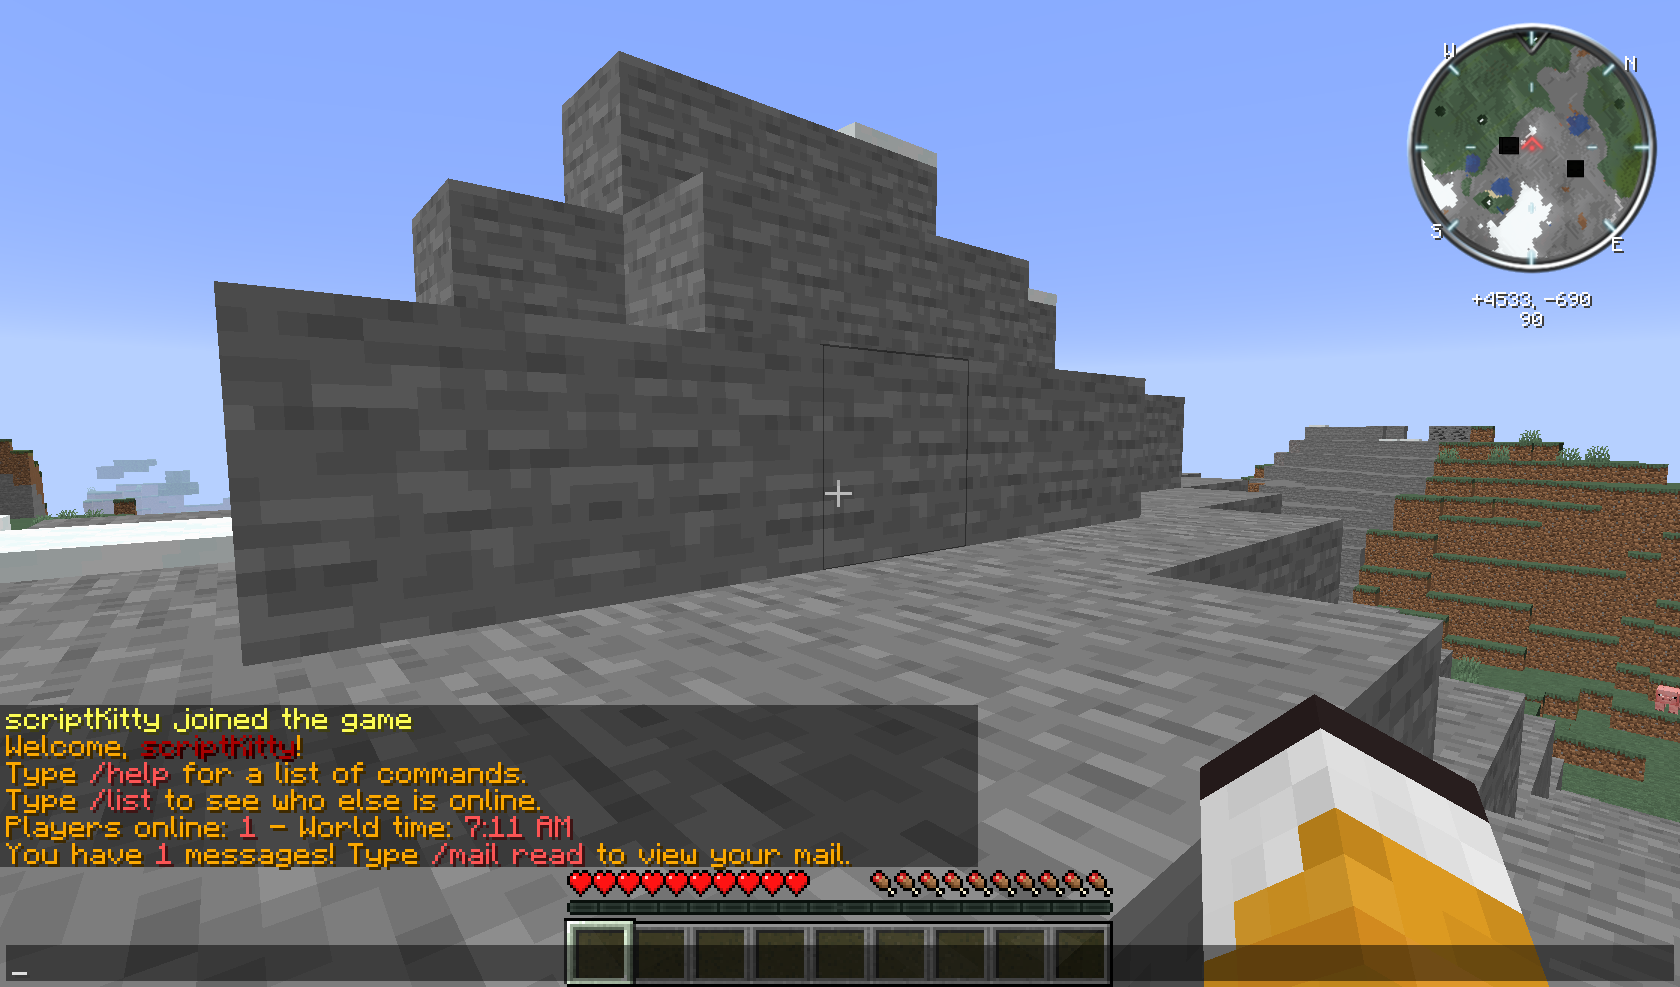 W
N
S
E
+4533, -690
90
scriptKitty joined the game
Welcome, scriptKitty!
Type /help for a list of commands.
Type /list to see who else is online.
Players online: 1 - World time: 7:11 AM
You have 1 messages! Type /mail read to view your mail.
_